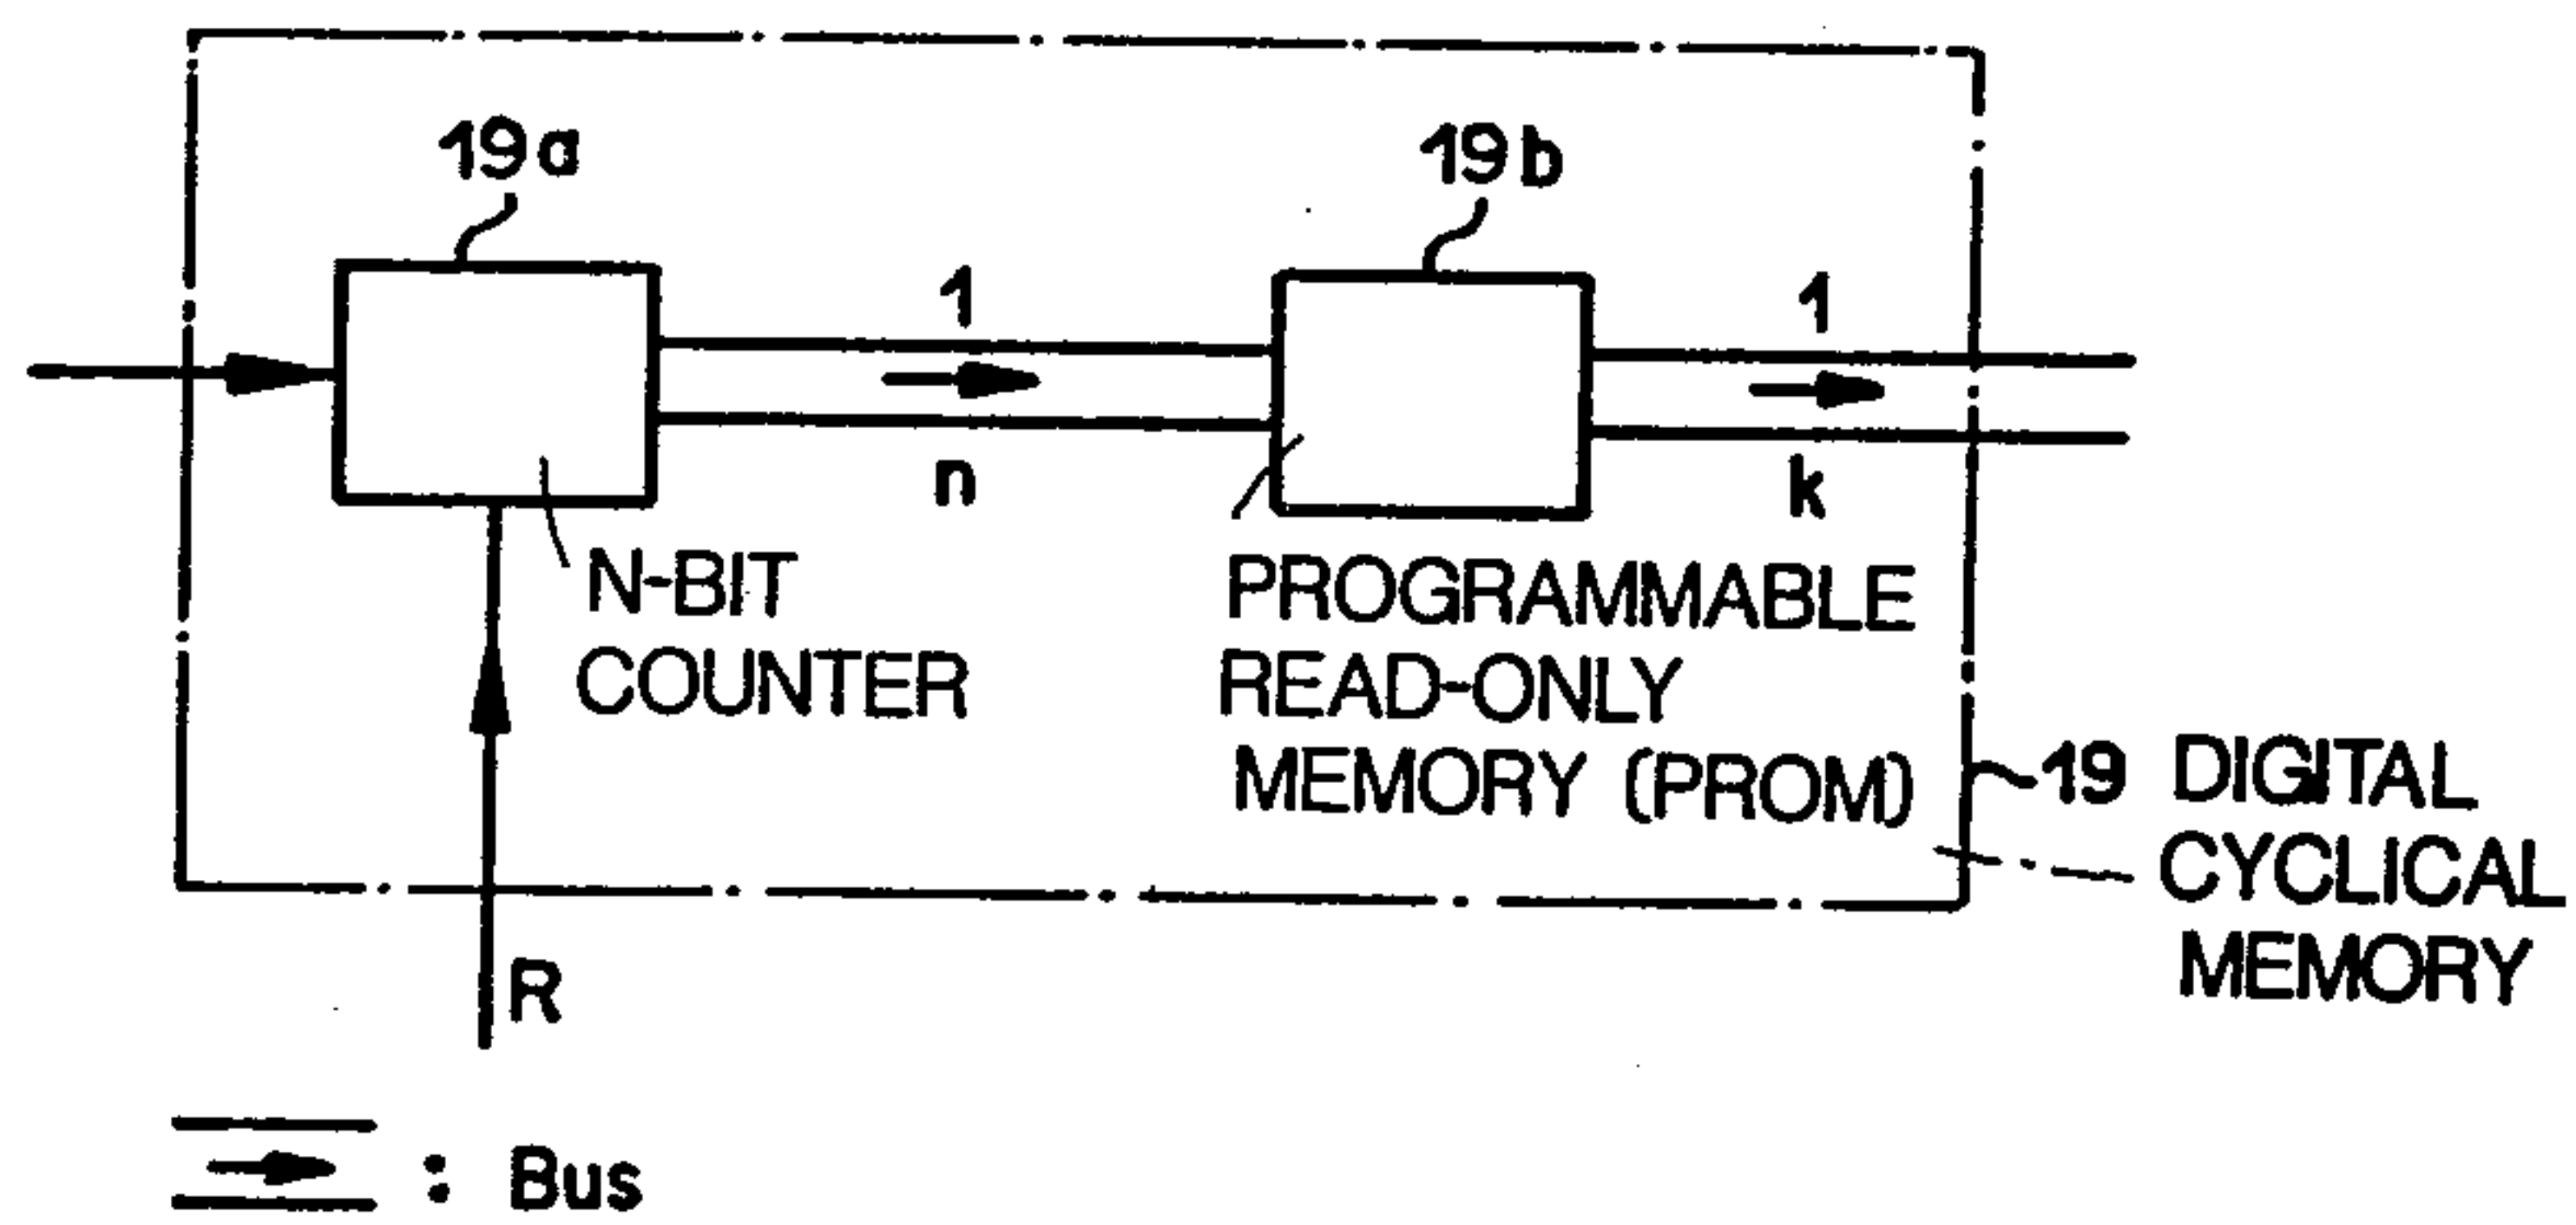 19a
19b
1
1
n
k
N-BIT
COUNTER
PROGRAMMABLE
READ-ONLY
MEMORY (PROM)
19 DIGITAL
CYCLICAL
MEMORY
R
: Bus